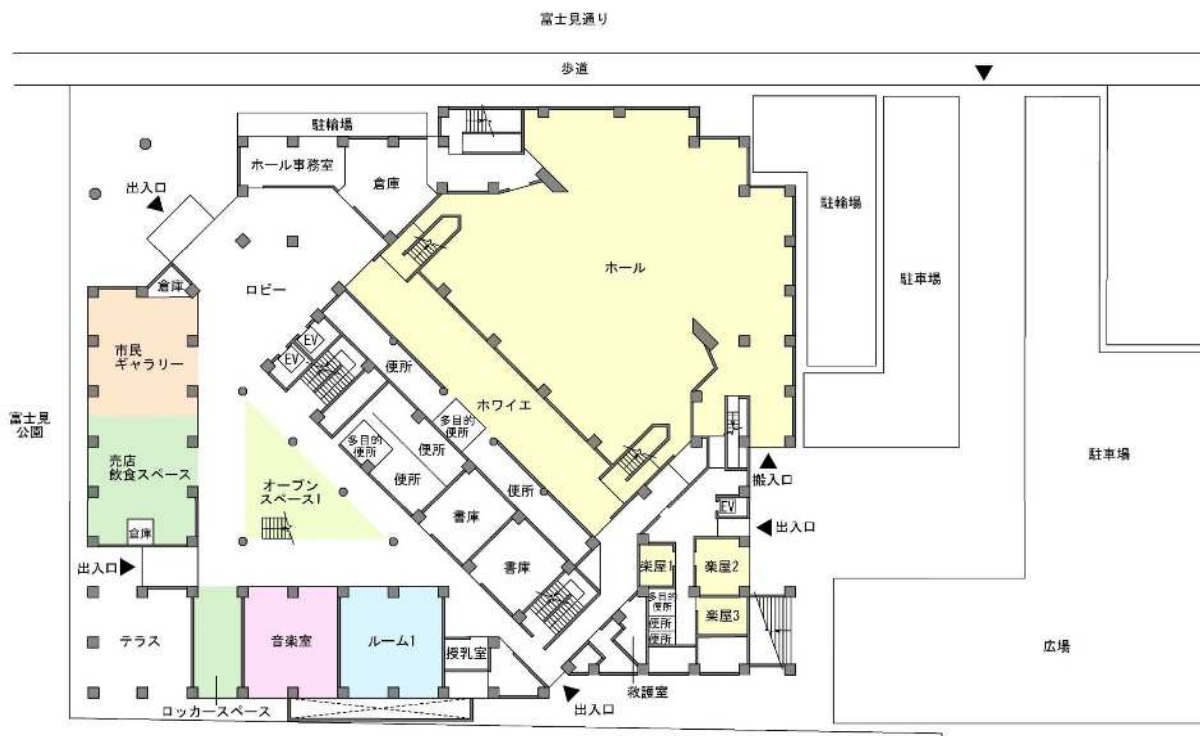 富士見通り
歩道
駐輪場
ホール事務室
倉庫
出入口
駐輪場
ホール
駐車場
倉庫
ロビー
市民
ギャラリー
EV
EV
便所
ホワイエ
多目的
便所
富士見
公園
売店
飲食スペース
多目的
便所
便所
便所
便所
駐車場
搬入口
オープン
スペース1
書庫
EV
倉庫
出入口
出入口
書庫
楽屋1
楽屋2
多目的
便所
便所
便所
楽屋3
テラス
音楽室
ルーム1
授乳室
広場
救護室
ロッカースペース
出入口